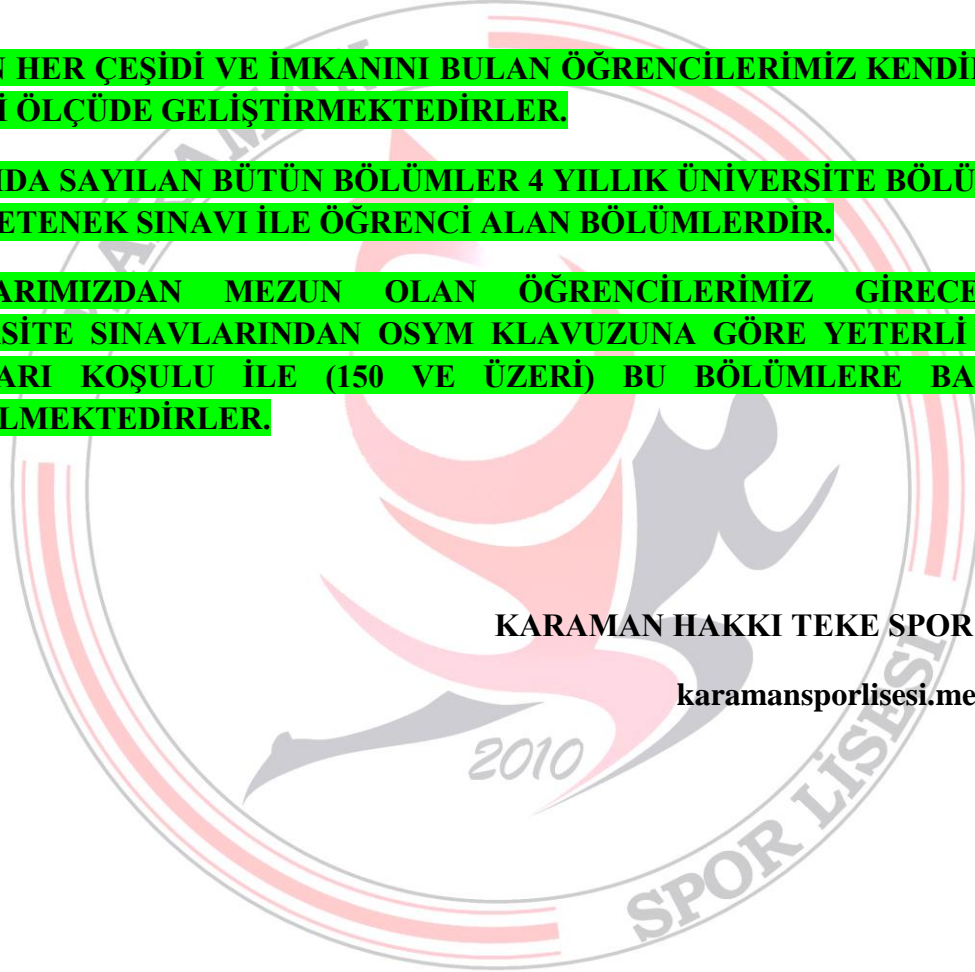 N HER ÇEŞİDİ VE İMKANINI BULAN ÖĞRENCİLERİMİZ KENDİ
İ ÖLÇÜDE GELİŞTİRMEKTEDİRLER.
IDA SAYILAN BÜTÜN BÖLÜMLER 4 YILLIK ÜNİVERSİTE BÖLÜ
ETENEK SINAVI İLE ÖĞRENCİ ALAN BÖLÜMLERDİR.
ARIMIZDAN MEZUN OLAN ÖĞRENCİLERİMİZ GİRECE
SİTE SINAVLARINDAN OSYM KLAVUZUNA GÖRE YETERLİ
ARI KOŞULU İLE (150 VE ÜZERİ) BU BÖLÜMLERE BA
LMEKTEDİRLER.
KARAMAN HAKKI TEKE SPOR
karamansporlisesi.me
KARAMAN
2010
SPOR LİSESİ